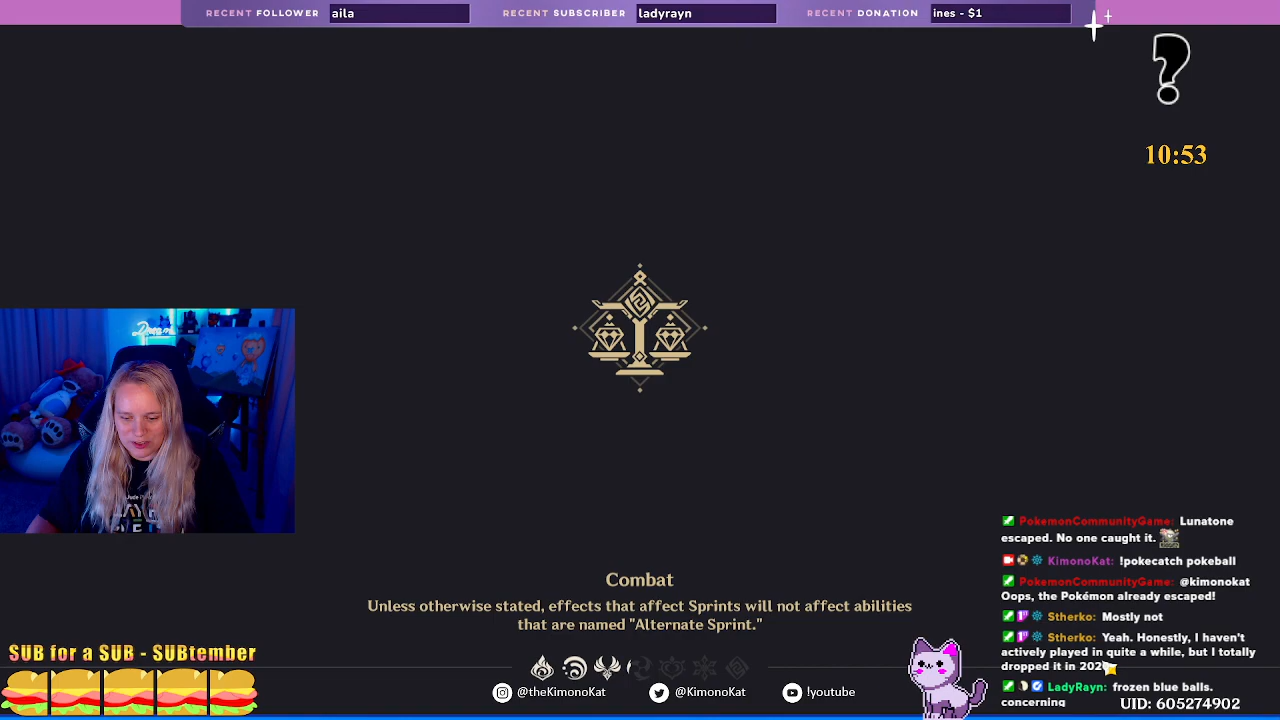 RECENT FOLLOWER aila RECENT SUBSCRIBER ladyrayn RECENT DONATION ines - $1
10:53
Combat
Unless otherwise stated, effects that affect Sprints will not affect abilities
that are named "Alternate Sprint."
PokemonCommunityGame: Lunatone
escaped. No one caught it.
KimonoKat: !pokecatch pokeball
PokemonCommunityGame: @kimonokat
Oops, the Pokémon already escaped!
Stherko: Mostly not
Stherko: Yeah. Honestly, I haven't
actively played in quite a while, but I totally
dropped it in
LadyRayn: frozen blue balls.
concerning
SUB for a SUB - SUBtember
@theKimonoKat @KimonoKat lyoutube
UID: 605274902